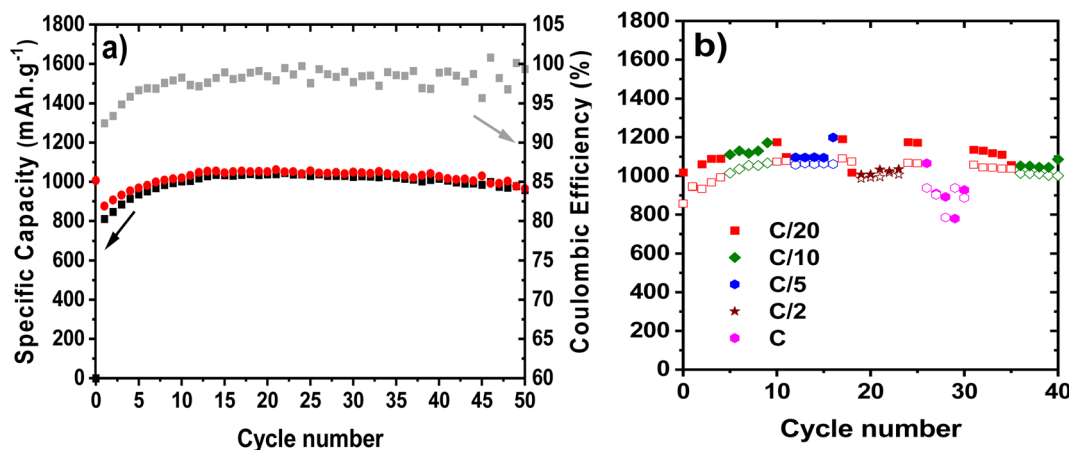 a)
Specific Capacity (mAh.g⁻¹)
1800
1600
1400
1200
1000
800
600
400
200
0
0 5 10 15 20 25 30 35 40 45 50
Cycle number
105
100
95
90
85
80
75
70
65
60
Coulombic Efficiency (%)
b)
1800
1600
1400
1200
1000
800
600
400
200
0
C/20
C/10
C/5
C/2
C
0 10 20 30 40
Cycle number